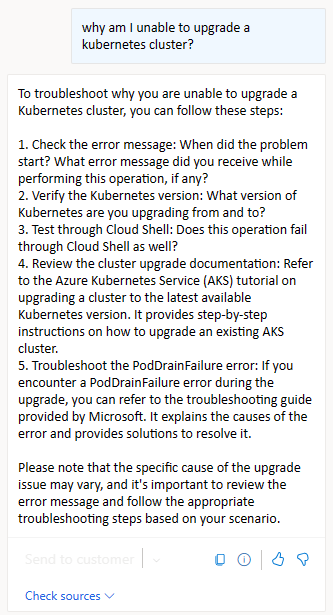 why am I unable to upgrade a
kubernetes cluster?
To troubleshoot why you are unable to upgrade a
Kubernetes cluster, you can follow these steps:
1. Check the error message: When did the problem
start? What error message did you receive while
performing this operation, if any?
2. Verify the Kubernetes version: What version of
Kubernetes are you upgrading from and to?
3. Test through Cloud Shell: Does this operation fail
through Cloud Shell as well?
4. Review the cluster upgrade documentation: Refer
to the Azure Kubernetes Service (AKS) tutorial on
upgrading a cluster to the latest available
Kubernetes version. It provides step-by-step
instructions on how to upgrade an existing AKS
cluster.
5. Troubleshoot the PodDrainFailure error: If you
encounter a PodDrainFailure error during the
upgrade, you can refer to the troubleshooting guide
provided by Microsoft. It explains the causes of the
error and provides solutions to resolve it.
Please note that the specific cause of the upgrade
issue may vary, and it's important to review the
error message and follow the appropriate
troubleshooting steps based on your scenario.
Send to customer
Check sources